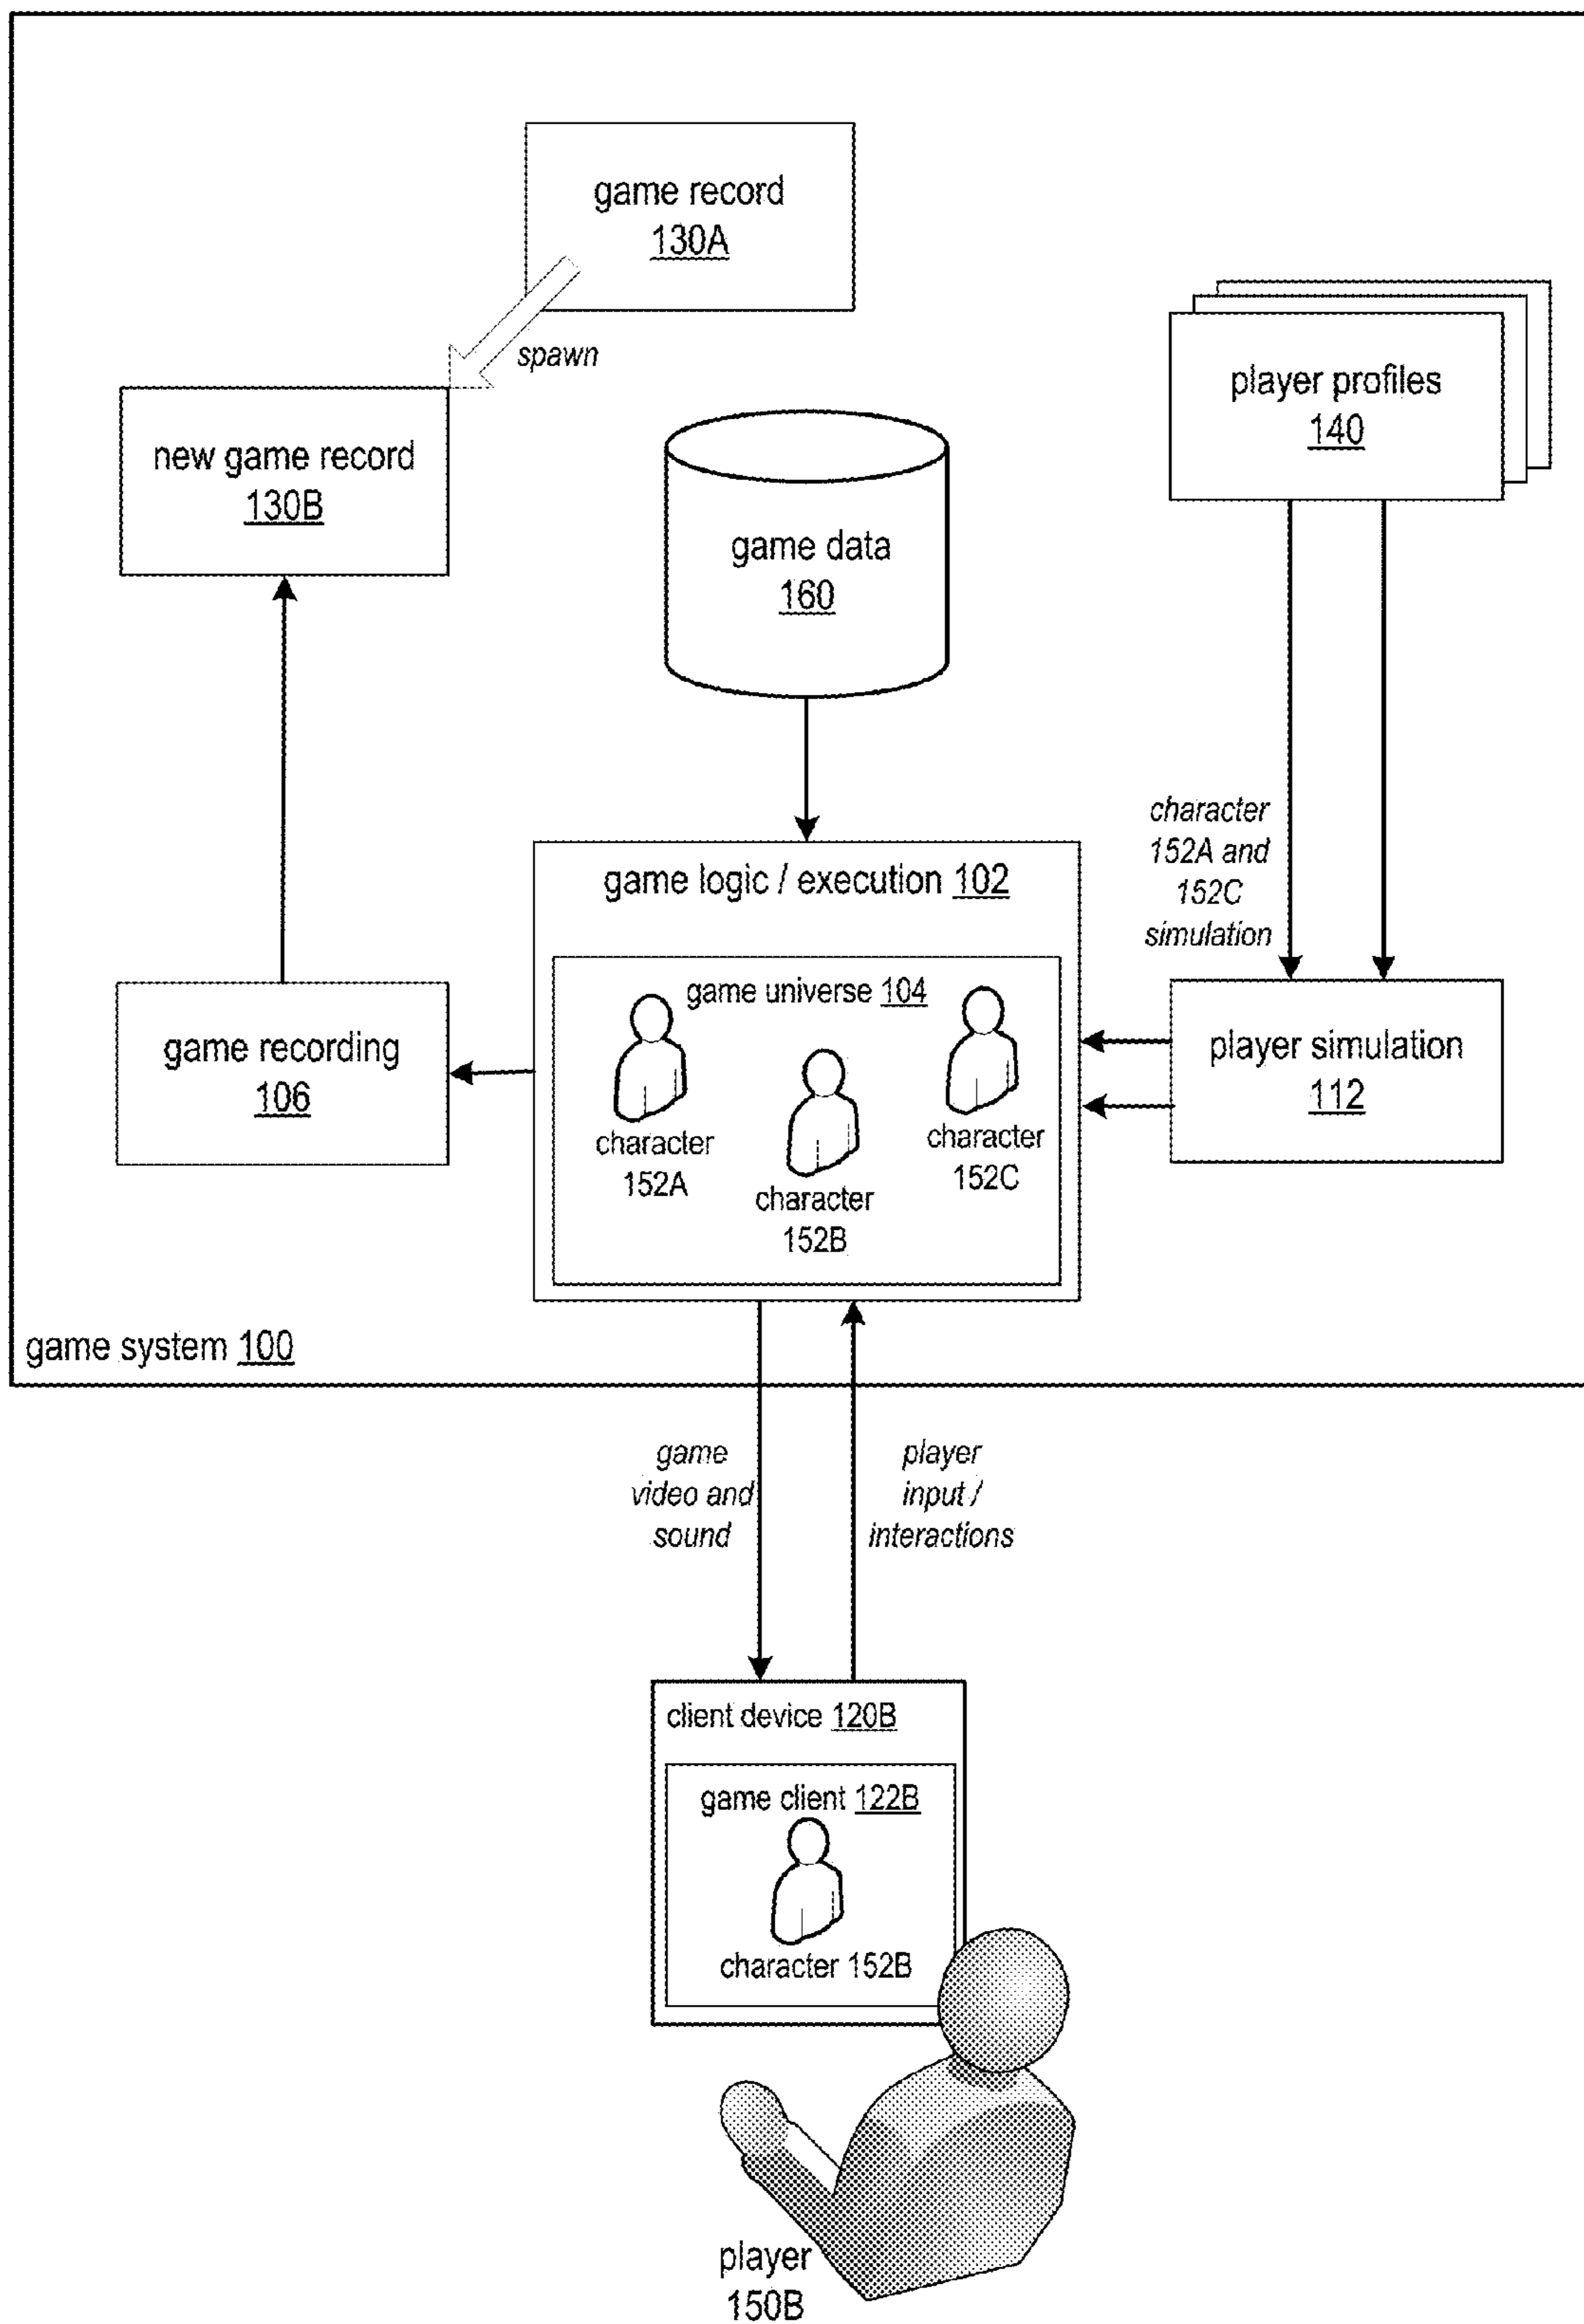 game record
130A
spawn
player profiles
140
new game record
130B
game data
160
character
152A and
152C
simulation
game logic / execution 102
game universe 104
game recording
106
player simulation
112
character
152A
character
152B
character
152C
game system 100
game
video and
sound
player
input /
interactions
client device 120B
game client 122B
character 152B
player
150B